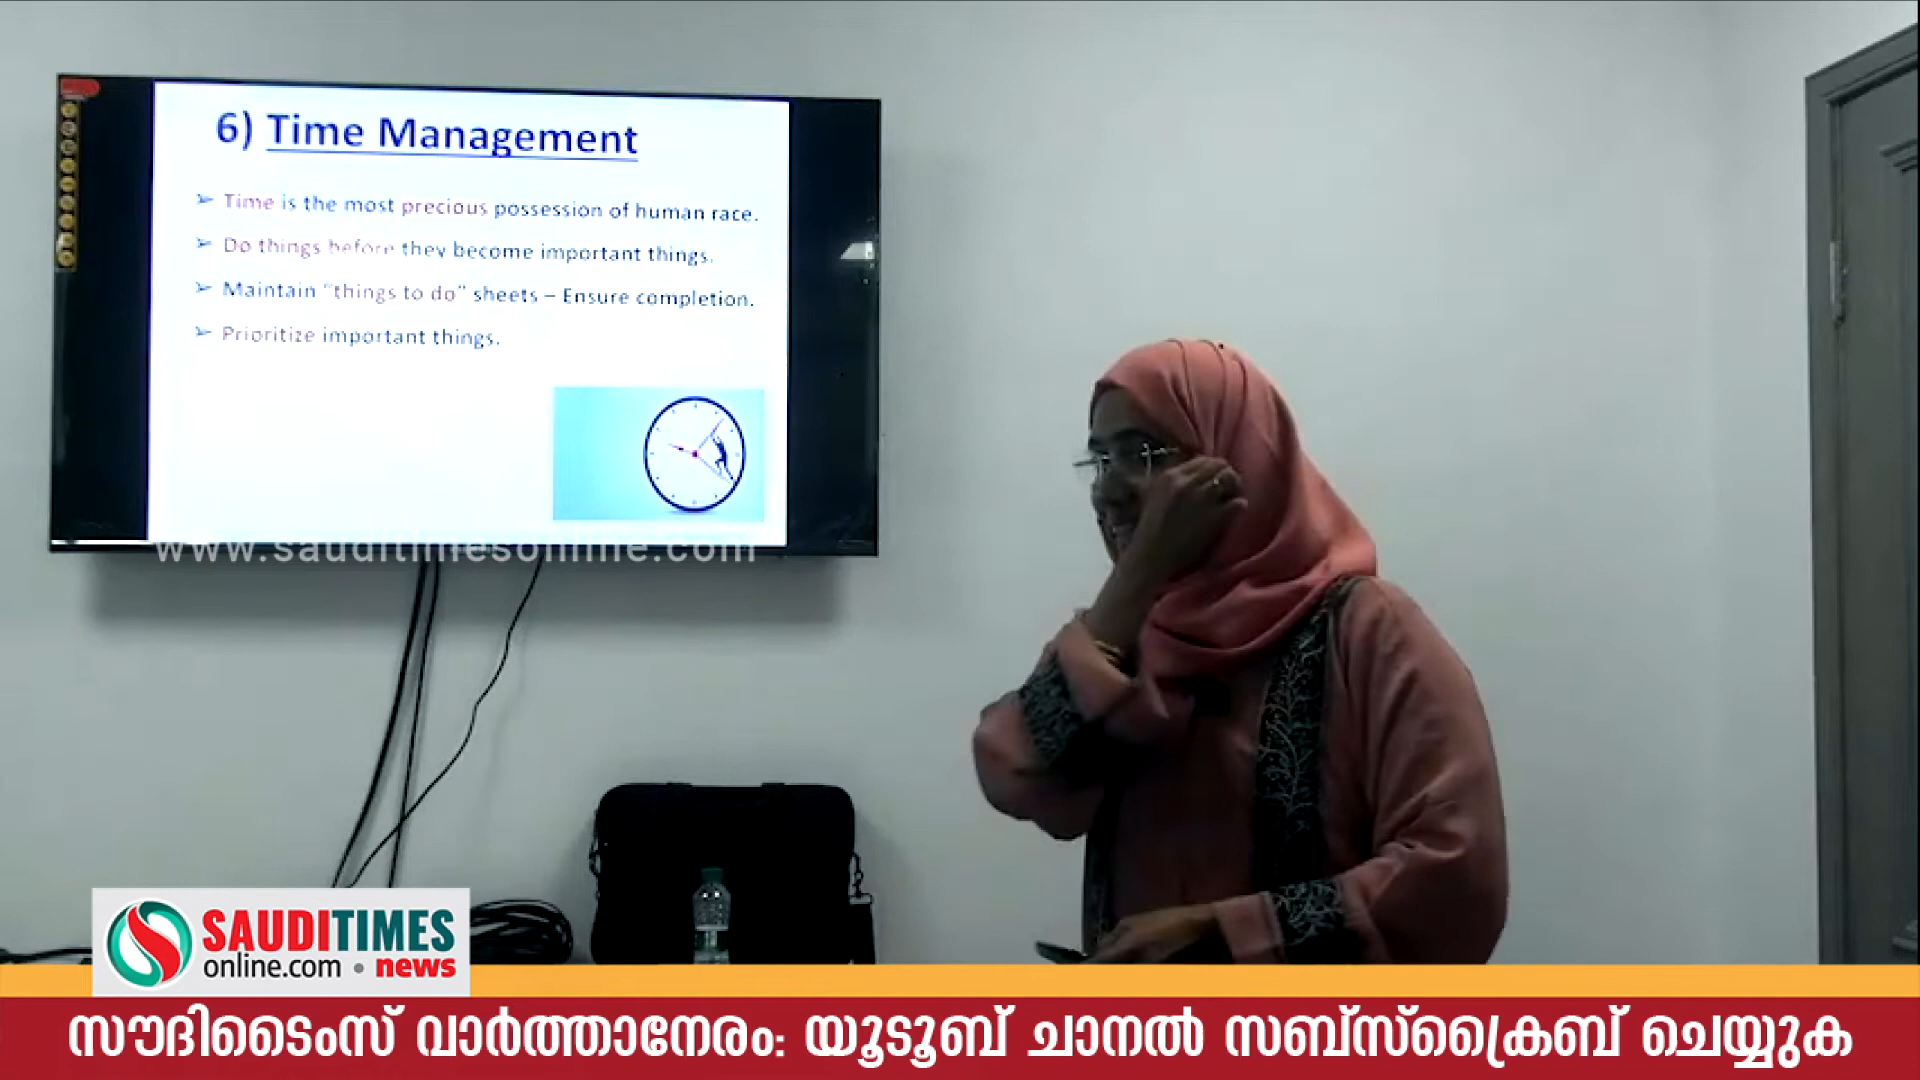 6) Time Management
➢ Time is the most precious possession of human race.
➢ Do things before they become important things.
➢ Maintain “things to do” sheets – Ensure completion.
➢ Prioritize important things.
www.sauditimesonline.com
SAUDITIMES
online.com • news
സൗദിടൈംസ് വാർത്താനേരം: യൂടൂബ് ചാനൽ സബ്സ്ക്രൈബ് ചെയ്യുക